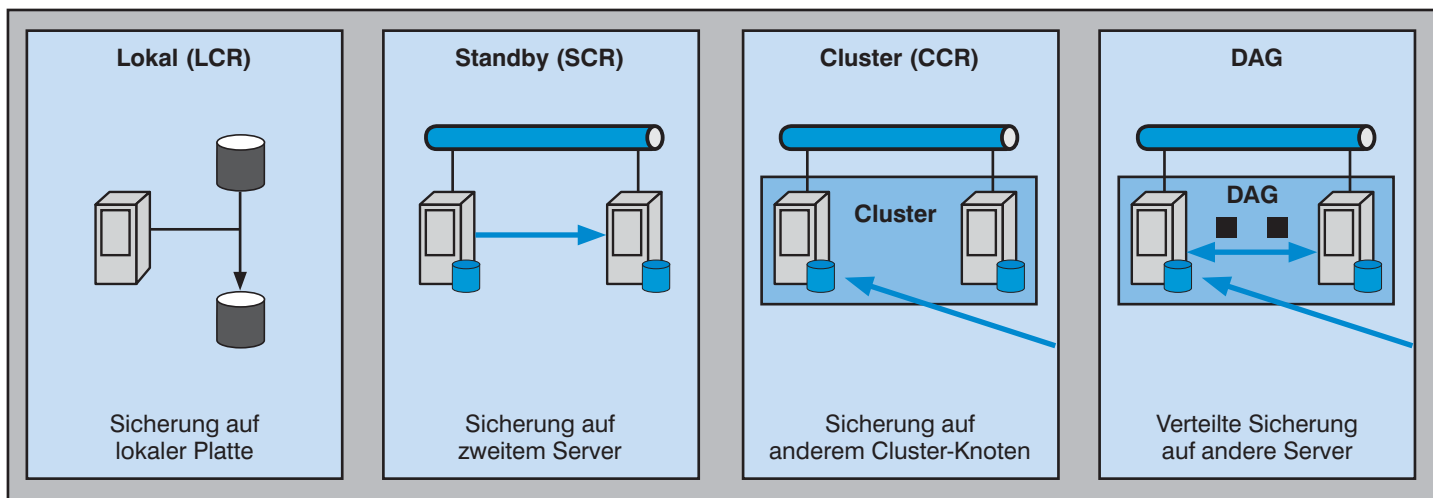 Lokal (LCR)
Sicherung auf
lokaler Platte
Standby (SCR)
Sicherung auf
zweitem Server
Cluster (CCR)
Cluster
Sicherung auf
anderem Cluster-Knoten
DAG
DAG
Verteilte Sicherung
auf andere Server